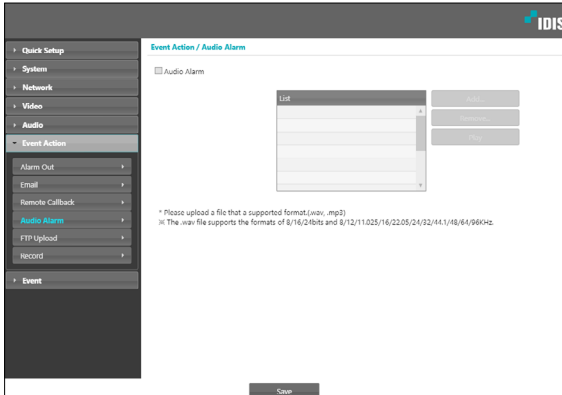 IDIS
Quick Setup
System
Network
Video
Audio
Event Action
Alarm Out
Email
Remote Callback
Audio Alarm
FTP Upload
Record
Event
Event Action / Audio Alarm
Audio Alarm
List
Add...
Remove...
Play
* Please upload a file that a supported format.(.wav, .mp3)
※ The .wav file supports the formats of 8/16/24bits and 8/12/11.025/16/22.05/24/32/44.1/48/64/96KHz.
Save